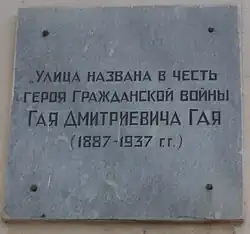 „Улица названа в честь
героя Гражданской войны
Гая Дмитриевича Гая
(1887-1937 гг.)